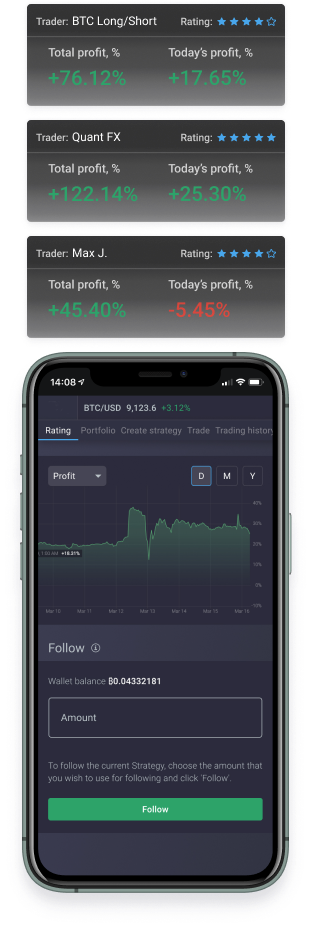 Trader: BTC Long/Short Rating:
Total profit, % Today's profit, %
+76.12% +17.65%
Trader: Quant FX Rating:
Total profit, % Today's profit, %
+122.14% +25.30%
Trader: Max J. Rating:
Total profit, % Today's profit, %
+45.40% -5.45%
14:08
BTC/USD 9,123.6 +3.12%
Rating Portfolio Create strategy Trade Trading history
Profit D M Y
40%
30%
20%
+18.31%
10%
0%
-10%
Mar 10 Mar 11 Mar 12 Mar 13 Mar 14 Mar 15 Mar 16
Follow
Wallet balance ฿0.04332181
Amount
To follow the current Strategy, choose the amount that
you wish to use for following and click 'Follow'.
Follow